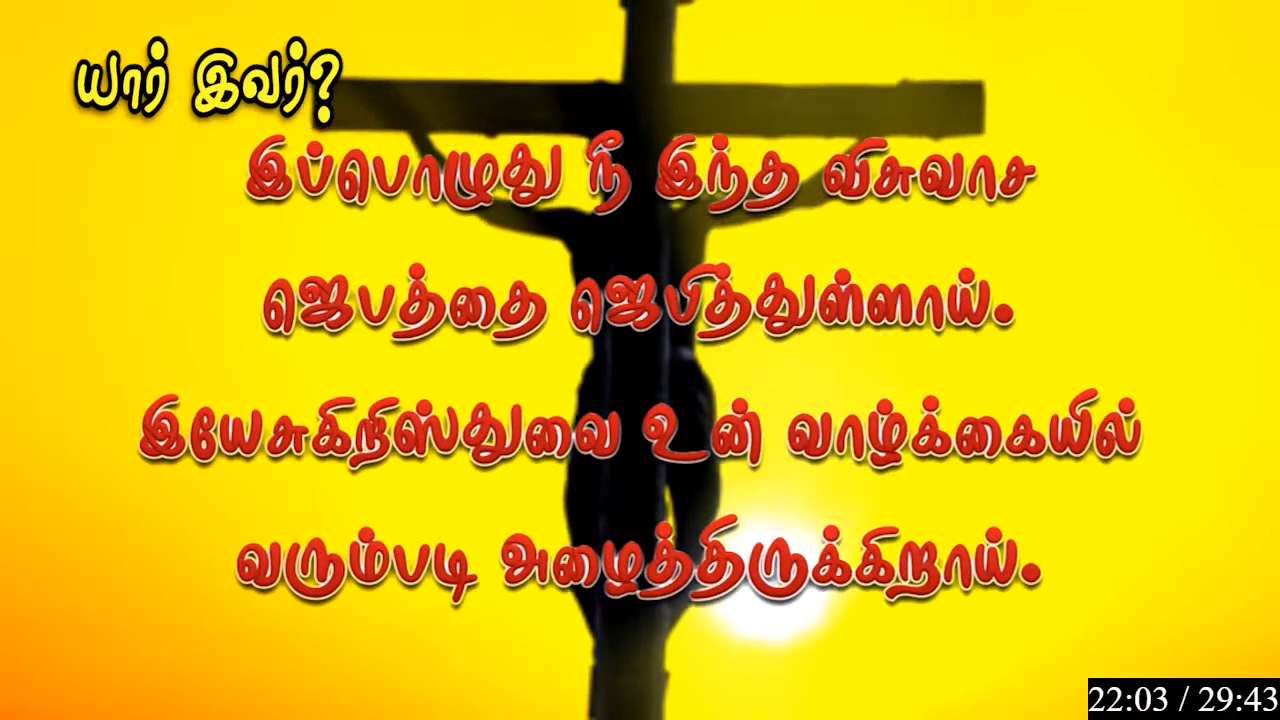 யார் இவர்?
இப்பொழுது நீ இந்த விசுவாச
ஜெபத்தை ஜெபித்துள்ளாய்.
இயேசுகிறிஸ்துவை உன் வாழ்க்கையில்
வரும்படி அழைத்திருக்கிறாய்.
22:03 / 29:43